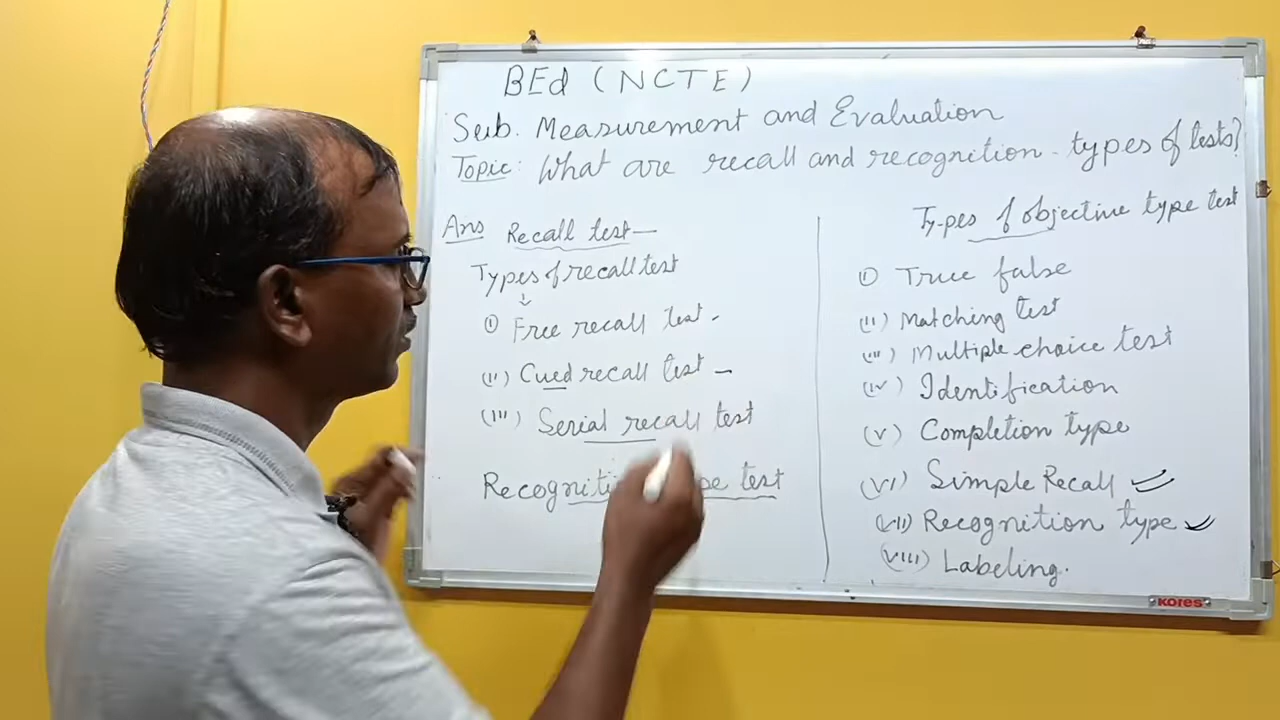 BEd (NCTE)
Sub. Measurement and Evaluation
Topic: What are recall and recognition - types of tests?
Ans Recall test—
Types of recall test
↓
(i) Free recall test -
(ii) Cued recall test —
(iii) Serial recall test
Recognition test
Types of objective type test
(i) True false
(ii) Matching test
(iii) Multiple choice test
(iv) Identification
(v) Completion type
(vi) Simple Recall
(vii) Recognition type
(viii) Labeling.
KORES